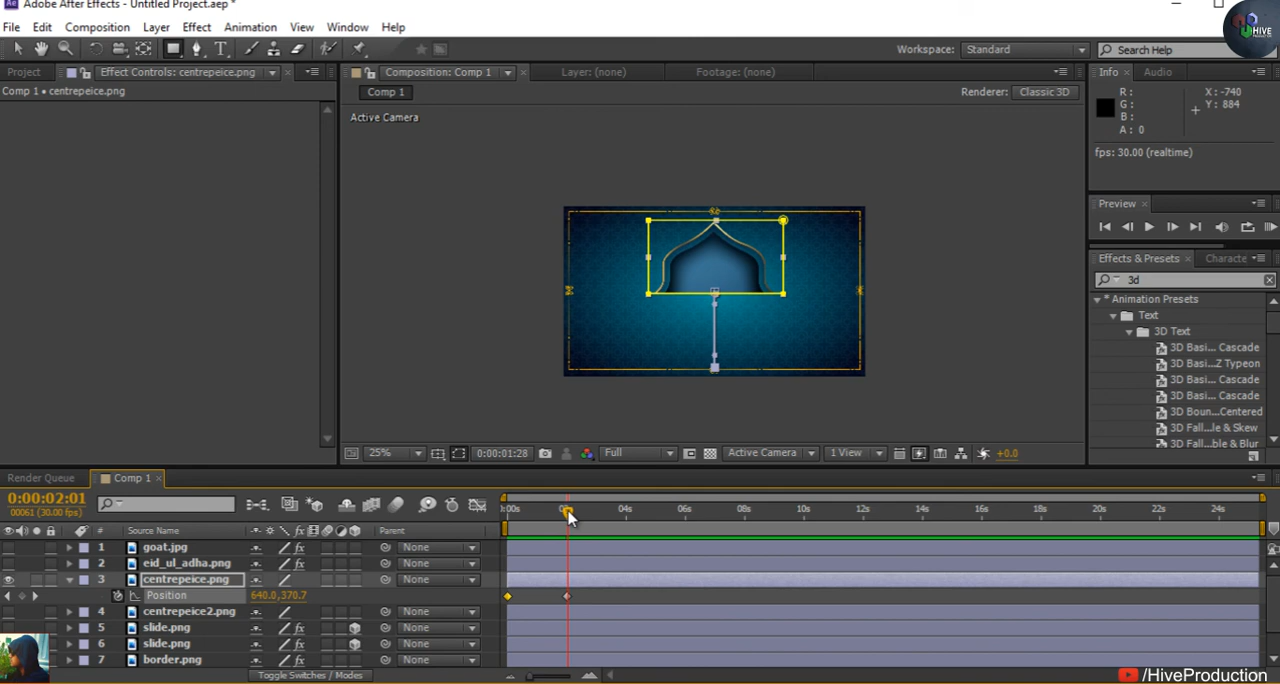 Adobe After Effects - Untitled Project.aep *
File Edit Composition Layer Effect Animation View Window Help
Workspace: Standard Search Help
HIVE
Project Effect Controls: centrepeice.png Composition: Comp 1 Layer: (none) Footage: (none) Info Audio
Comp 1 • centrepeice.png
Comp 1 Renderer: Classic 3D
Active Camera
R: X: -740
G: Y: 884
B:
A: 0
fps: 30.00 (realtime)
Preview
Effects & Presets Characte
3d
* Animation Presets
Text
3D Text
3D Basi... Cascade
3D Basi...Z Typeon
3D Basi... Cascade
3D Basi... Cascade
3D Boun...Centered
3D Fall...le & Skew
3D Fall...ble & Blur
25% 0:00:01:28 Full Active Camera 1 View +0.0
Render Queue Comp 1
0:00:02:01
00061 (30.00 fps)
04s 06s 08s 10s 12s 14s 16s 18s 20s 22s 24s
# Source Name Parent
1 goat.jpg None
2 eid_ul_adha.png None
3 centrepeice.png None
Position 640.0,370.7
4 centrepeice2.png None
5 slide.png None
6 slide.png None
7 border.png None
Toggle Switches / Modes
/HiveProduction